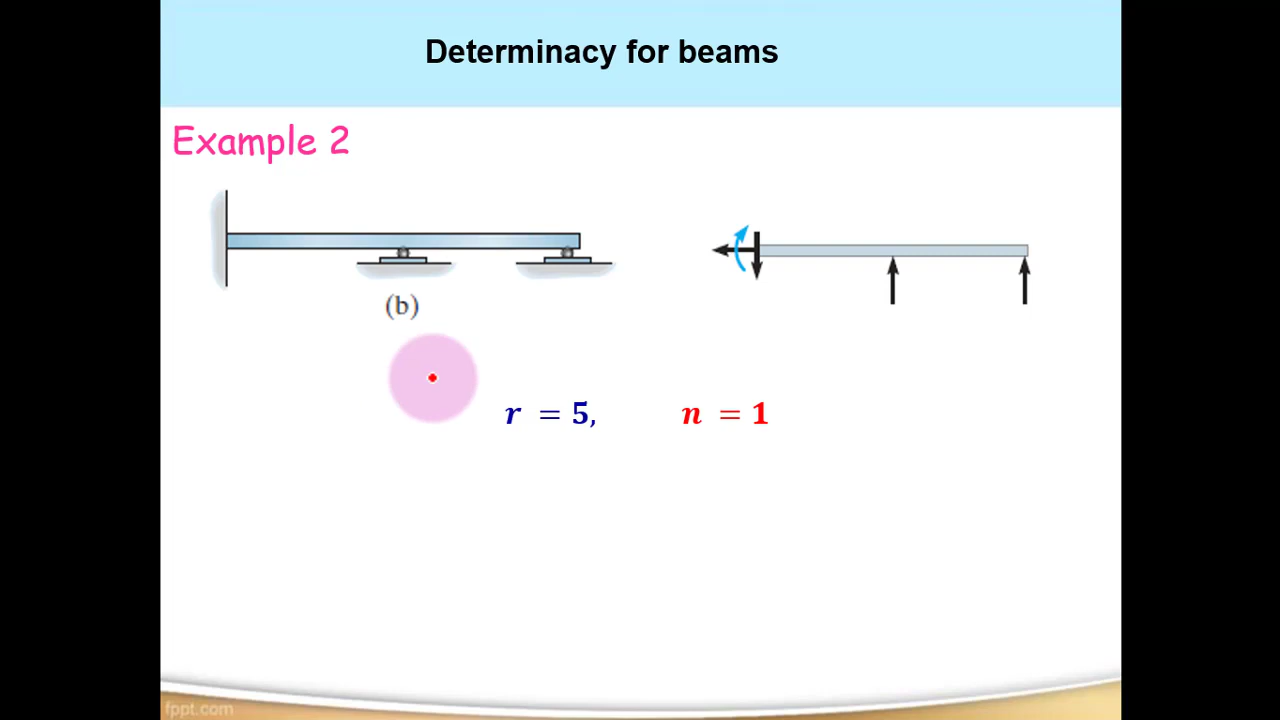 Determinacy for beams
Example 2
(b)
r = 5, n = 1
fppt.com